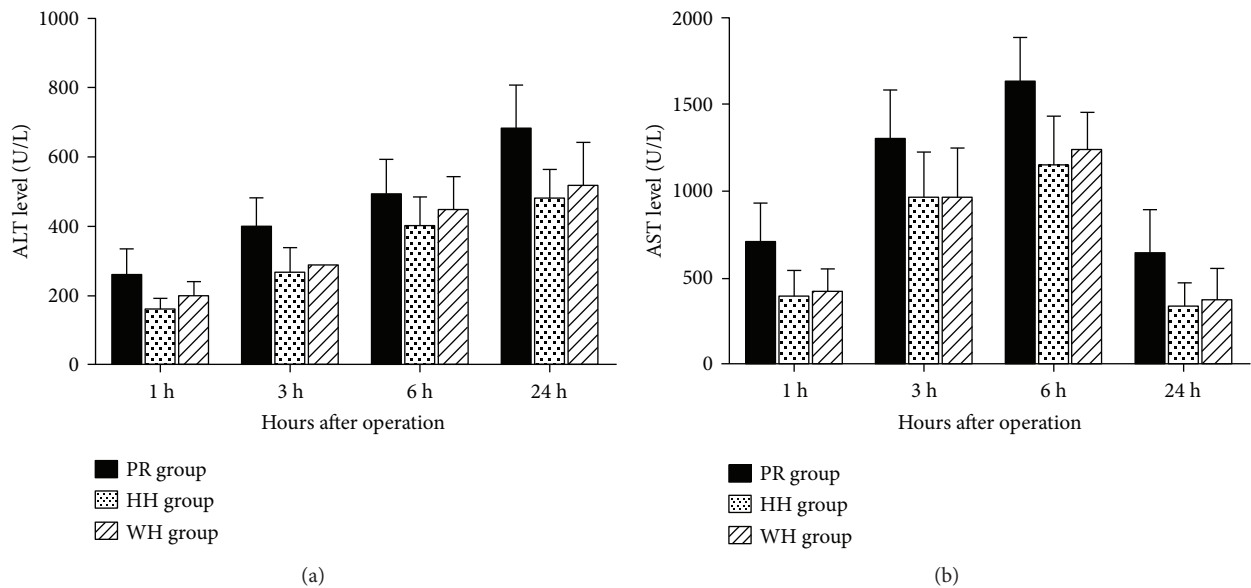 1000
800
600
400
200
0
ALT level (U/L)
1 h
3 h
6 h
24 h
Hours after operation
PR group
HH group
WH group
(a)
2000
1500
1000
500
0
AST level (U/L)
1 h
3 h
6 h
24 h
Hours after operation
PR group
HH group
WH group
(b)